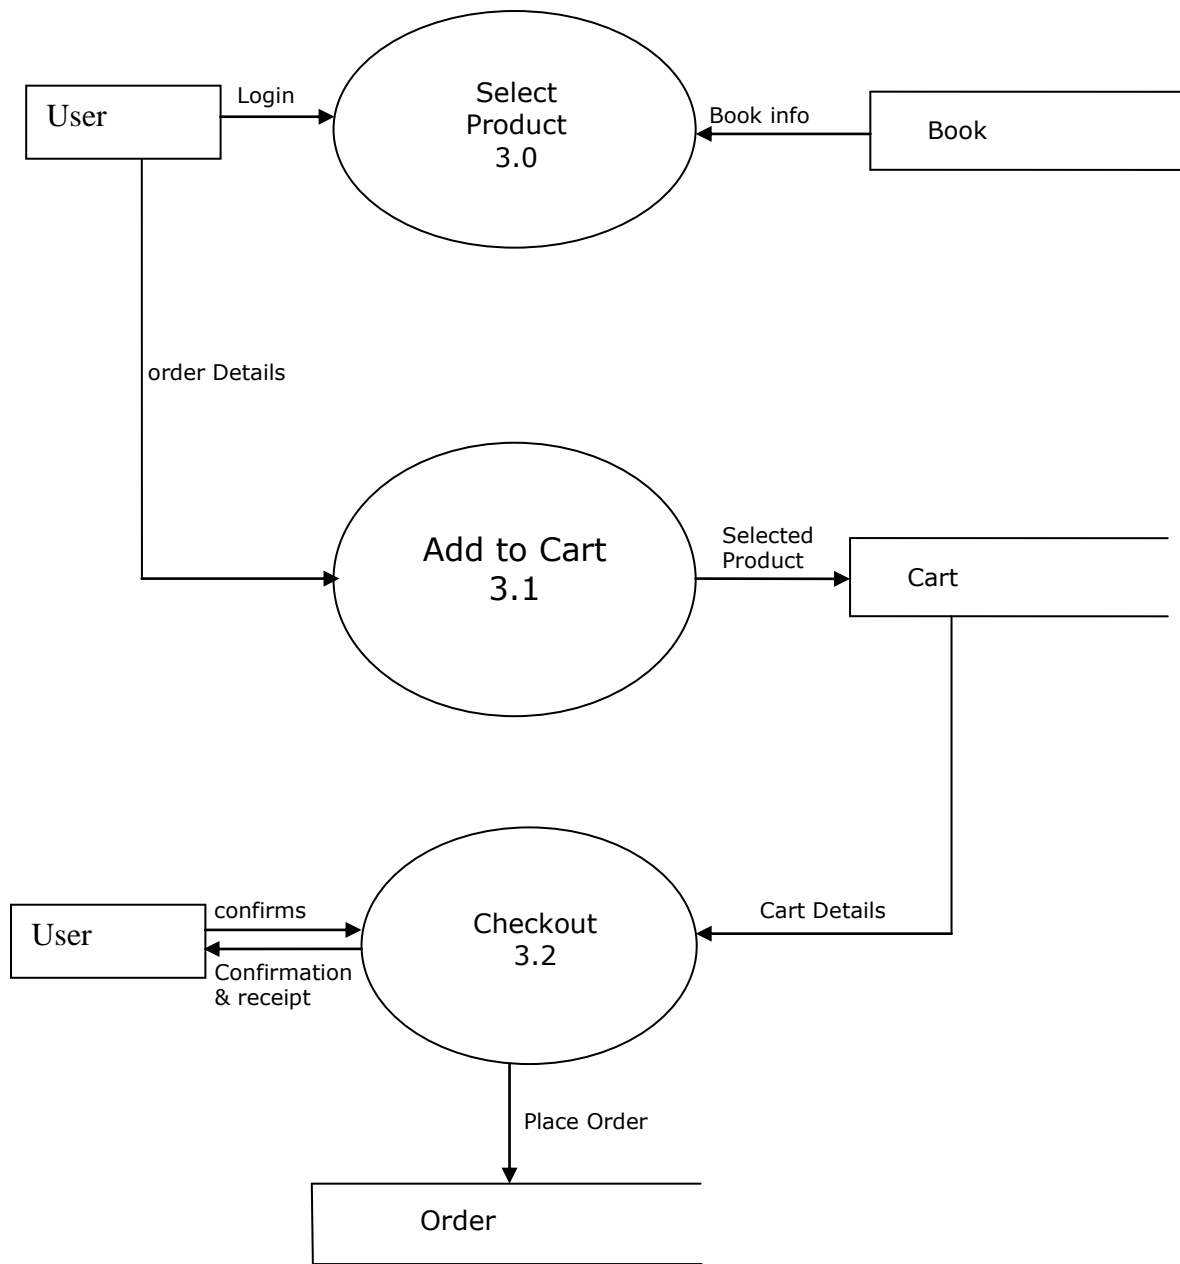 User
Login
Select
Product
3.0
Book info
Book
order Details
Add to Cart
3.1
Selected
Product
Cart
User
confirms
Confirmation
& receipt
Checkout
3.2
Cart Details
Place Order
Order